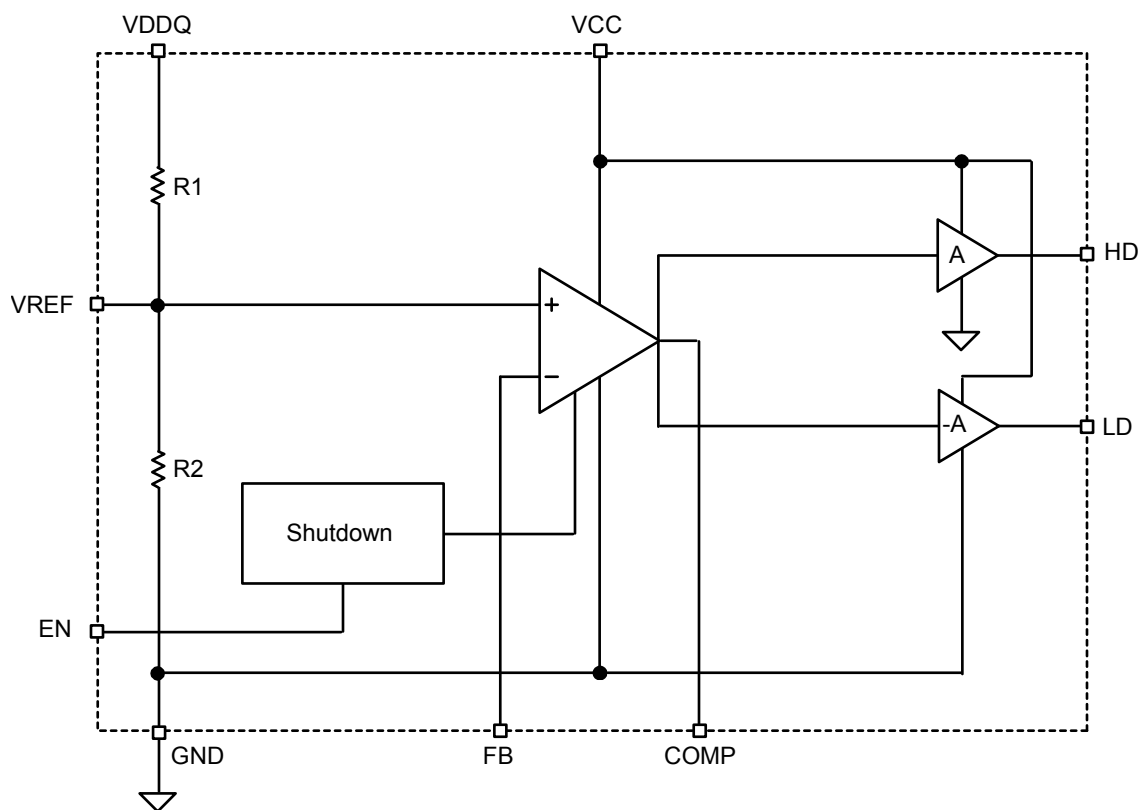 VDDQ
VCC
R1
A
HD
VREF
+
−
-A
LD
R2
Shutdown
EN
GND
FB
COMP